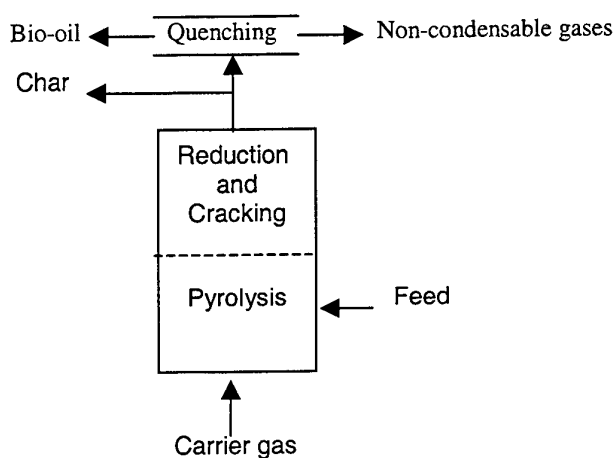 Bio-oil
Quenching
Non-condensable gases
Char
Reduction
and
Cracking
Pyrolysis
Feed
Carrier gas